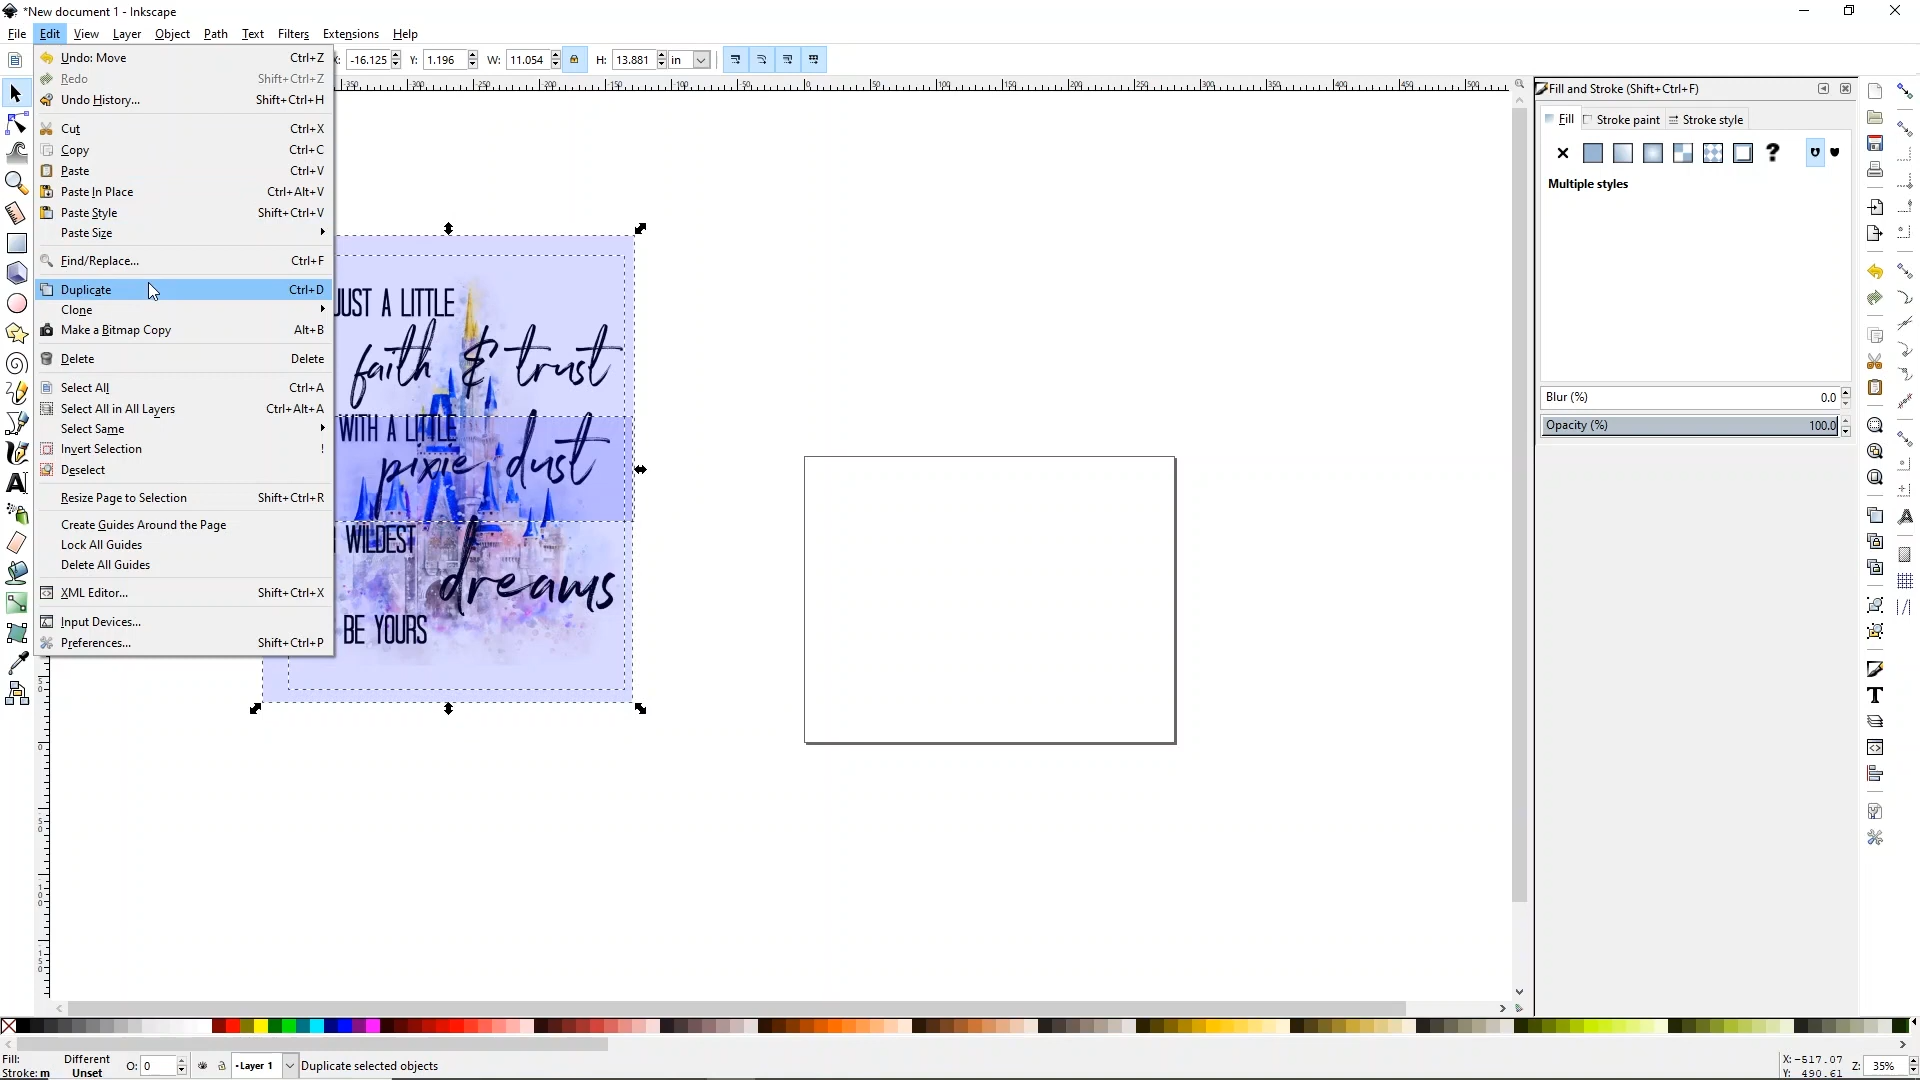 *New document 1 - Inkscape
File Edit View Layer Object Path Text Filters Extensions Help
Undo: Move Ctrl+Z
Redo Shift+Ctrl+Z
Undo History... Shift+Ctrl+H
Cut Ctrl+X
Copy Ctrl+C
Paste Ctrl+V
Paste In Place Ctrl+Alt+V
Paste Style Shift+Ctrl+V
Paste Size
Find/Replace... Ctrl+F
Duplicate Ctrl+D
Clone
Make a Bitmap Copy Alt+B
Delete Delete
Select All Ctrl+A
Select All in All Layers Ctrl+Alt+A
Select Same
Invert Selection !
Deselect
Resize Page to Selection Shift+Ctrl+R
Create Guides Around the Page
Lock All Guides
Delete All Guides
XML Editor... Shift+Ctrl+X
Input Devices...
Preferences... Shift+Ctrl+P
-16.125 Y: 1.196 W: 11.054 H: 13.881 in
JUST A LITTLE
faith & trust
WITH A LITTLE
pixie dust
WILDEST
dreams
BE YOURS
Fill and Stroke (Shift+Ctrl+F)
Fill Stroke paint Stroke style
Multiple styles
Blur (%) 0.0
Opacity (%) 100.0
Fill: Different
Stroke: m Unset
O: 0
•Layer 1
Duplicate selected objects
X: -517.07
Y: 490.61
Z: 35%